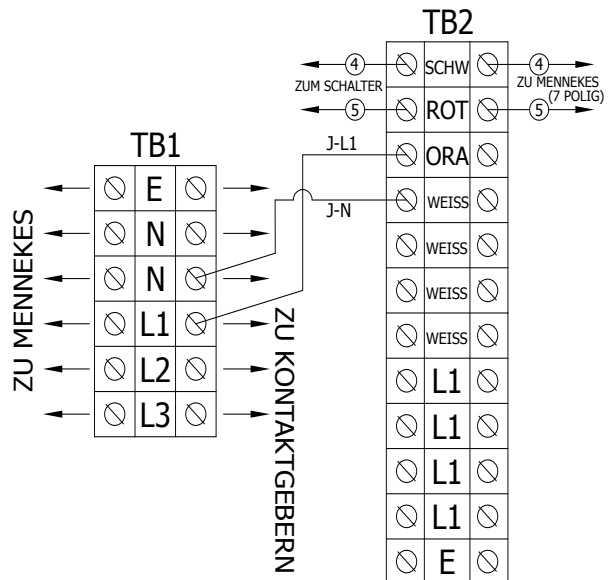 TB2
4 SCHW 4
ZUM SCHALTER
ZU MENNEKES
(7 POLIG)
5 ROT 5
ORA
J-L1
WEISS
J-N
WEISS
WEISS
WEISS
L1
L1
L1
L1
E
TB1
E
N
N
L1
L2
L3
ZU MENNEKES
ZU KONTAKTGEBERN